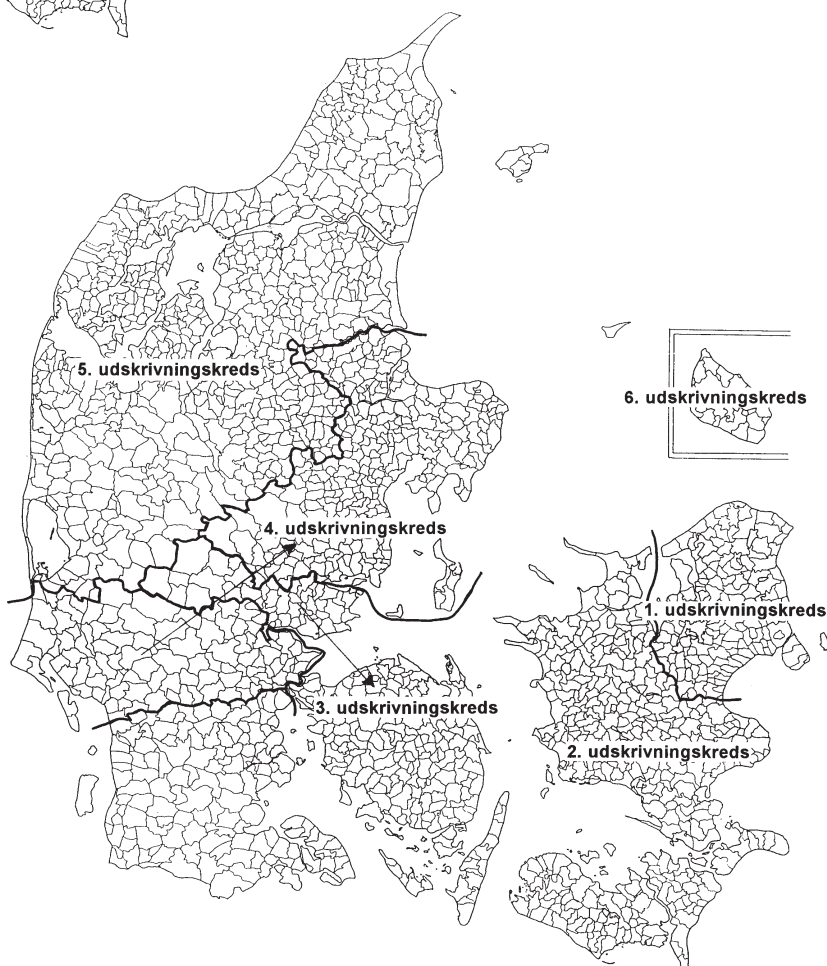 5. udskrivningskreds
6. udskrivningskreds
4. udskrivningskreds
1. udskrivningskreds
3. udskrivningskreds
2. udskrivningskreds